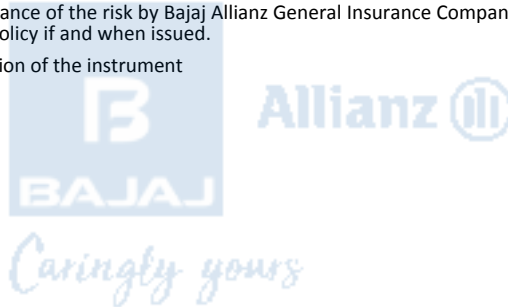 ance of the risk by Bajaj Allianz General Insurance Compan
olicy if and when issued.
ion of the instrument
B Allianz
BAJAJ
Caringly yours